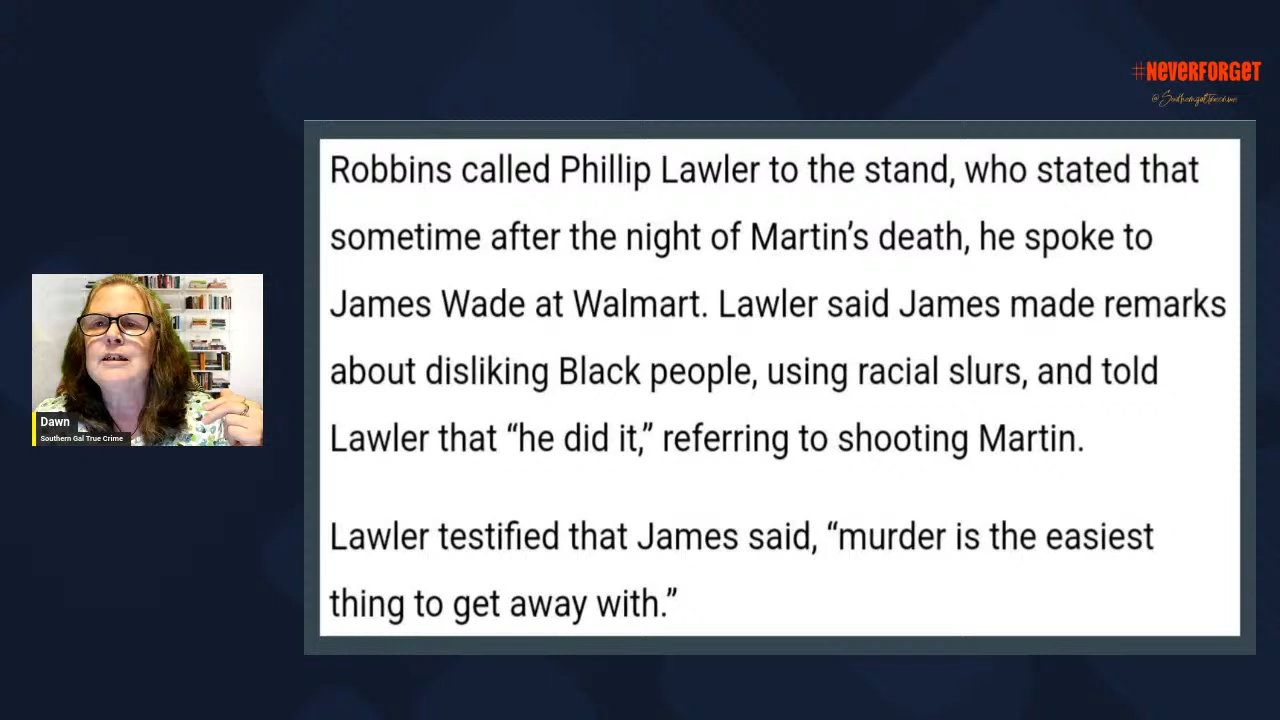 #NEVERFORGET
@Southerngaltruecrime
Robbins called Phillip Lawler to the stand, who stated that
sometime after the night of Martin’s death, he spoke to
James Wade at Walmart. Lawler said James made remarks
about disliking Black people, using racial slurs, and told
Lawler that “he did it,” referring to shooting Martin.
Lawler testified that James said, “murder is the easiest
thing to get away with.”
Dawn
Southern Gal True Crime